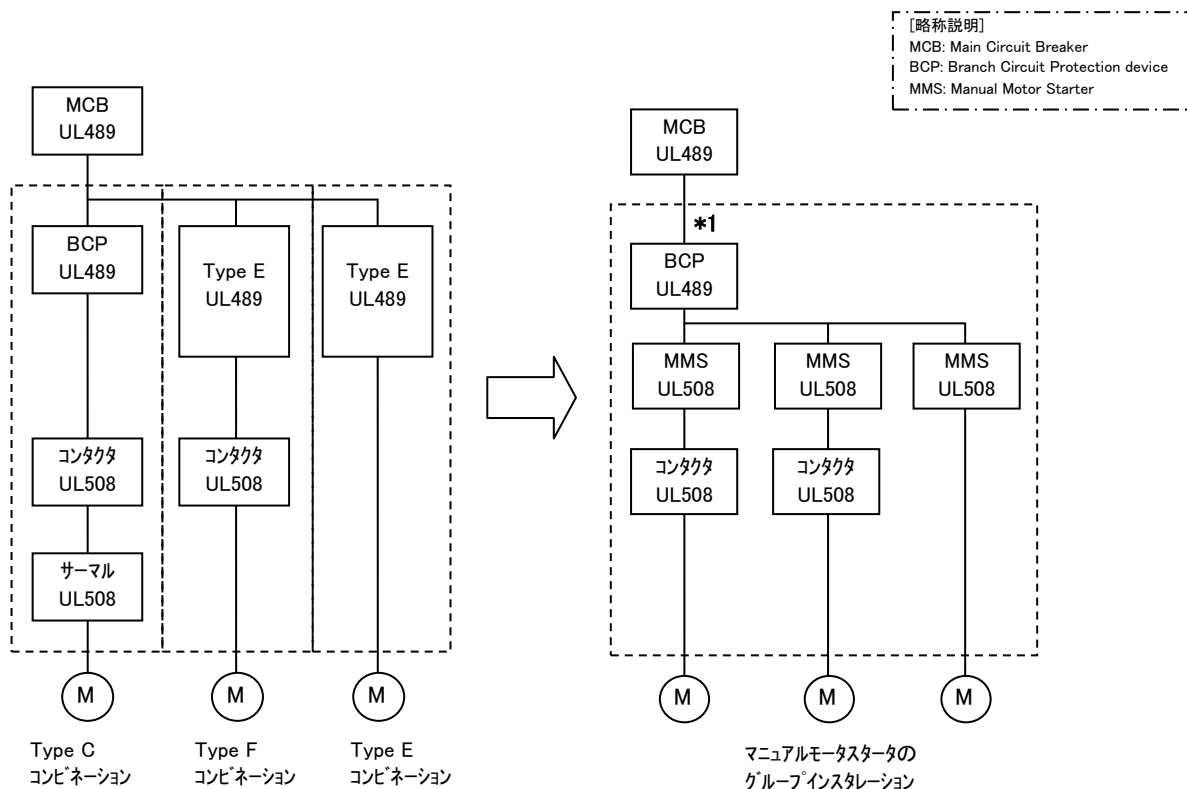 [略称説明]
MCB: Main Circuit Breaker
BCP: Branch Circuit Protection device
MMS: Manual Motor Starter
MCB
UL489
BCP
UL489
Type E
UL489
Type E
UL489
コンタクタ
UL508
コンタクタ
UL508
サーマル
UL508
M
M
M
Type C
コンビネーション
Type F
コンビネーション
Type E
コンビネーション
MCB
UL489
*1
BCP
UL489
MMS
UL508
MMS
UL508
MMS
UL508
コンタクタ
UL508
コンタクタ
UL508
M
M
M
マニュアルモータスタータの
グループインスタレーション